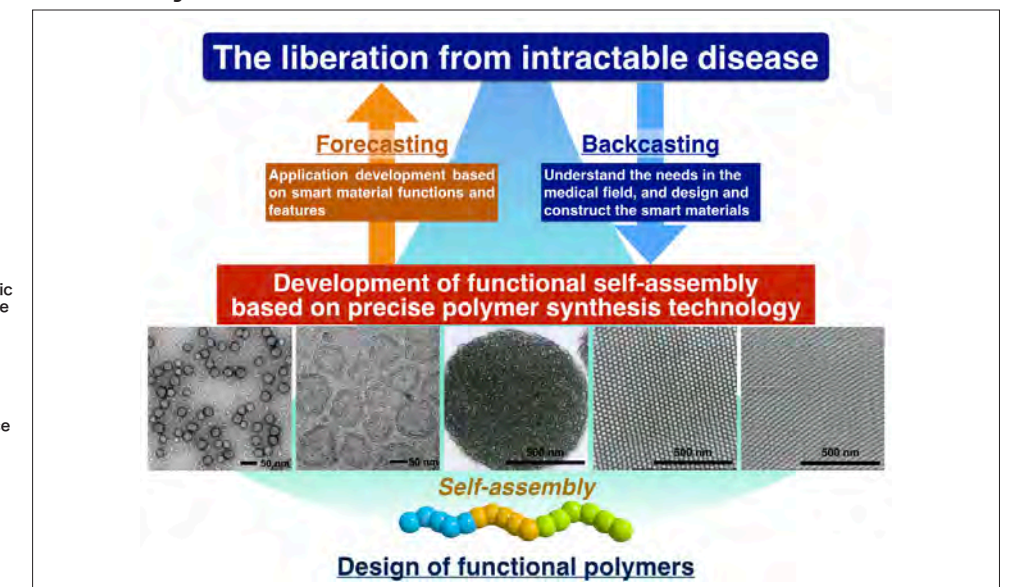 The liberation from intractable disease
Forecasting
Application development based
on smart material functions and
features
Backcasting
Understand the needs in the
medical field, and design and
construct the smart materials
Development of functional self-assembly
based on precise polymer synthesis technology
ic
e
e
50 nm
50 nm
500 nm
500 nm
500 nm
Self-assembly
Design of functional polymers